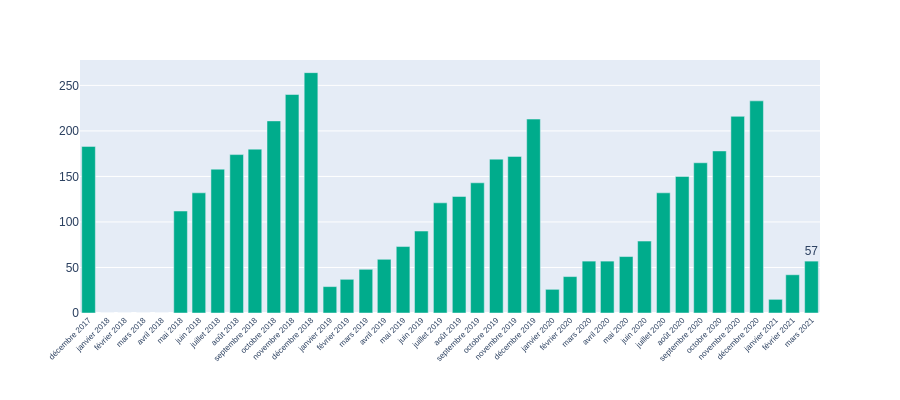 250
200
150
100
50
0
57
décembre 2017
janvier 2018
février 2018
mars 2018
avril 2018
mai 2018
juin 2018
juillet 2018
août 2018
septembre 2018
octobre 2018
novembre 2018
décembre 2018
janvier 2019
février 2019
mars 2019
avril 2019
mai 2019
juin 2019
juillet 2019
août 2019
septembre 2019
octobre 2019
novembre 2019
décembre 2019
janvier 2020
février 2020
mars 2020
avril 2020
mai 2020
juin 2020
juillet 2020
août 2020
septembre 2020
octobre 2020
novembre 2020
décembre 2020
janvier 2021
février 2021
mars 2021